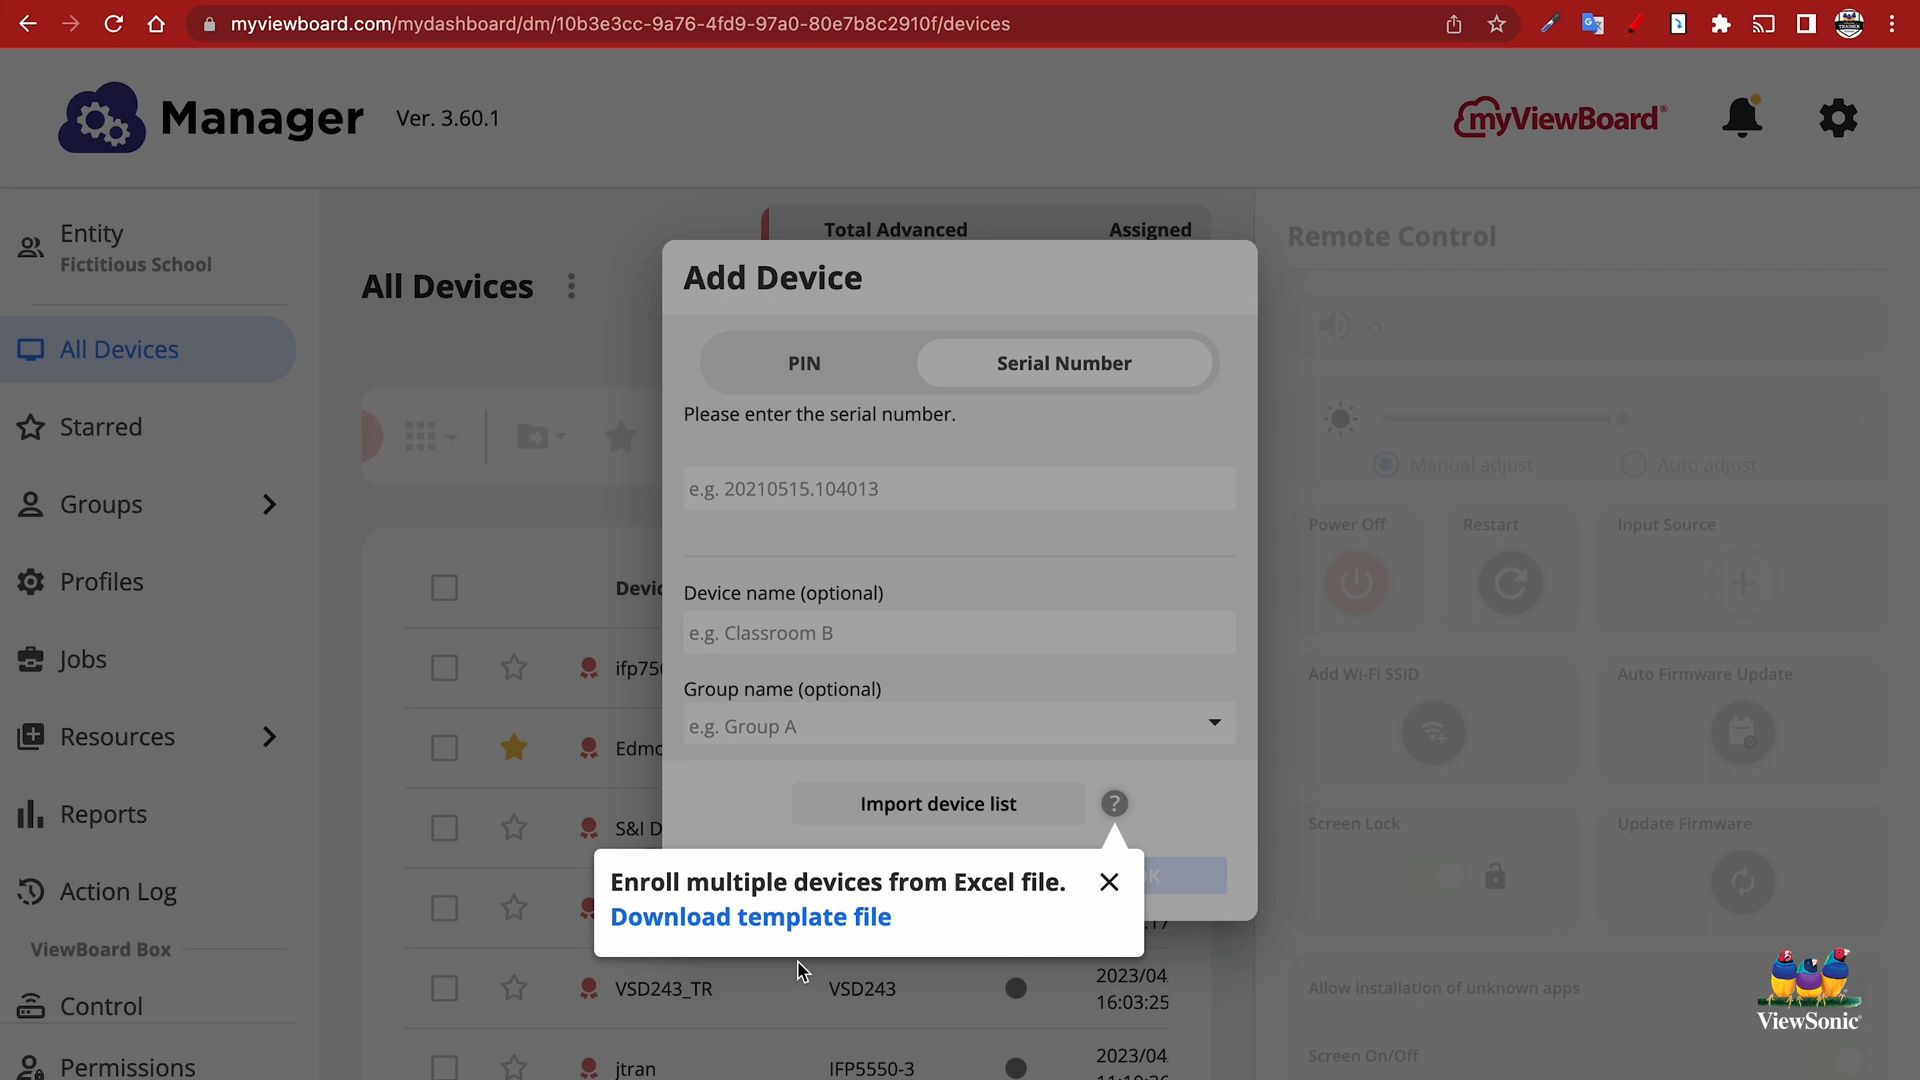 myviewboard.com/mydashboard/dm/10b3e3cc-9a76-4fd9-97a0-80e7b8c2910f/devices
Manager
Ver. 3.60.1
myViewBoard®
Entity
Fictitious School
All Devices
Starred
Groups
Profiles
Jobs
Resources
Reports
Action Log
ViewBoard Box
Control
Permissions
All Devices
Total Advanced
Assigned
Add Device
PIN
Serial Number
Please enter the serial number.
e.g. 20210515.104013
Device name (optional)
e.g. Classroom B
Group name (optional)
e.g. Group A
Import device list
?
Enroll multiple devices from Excel file.
Download template file
Devic
ifp750
Edmo
S&I D
VSD243_TR
VSD243
2023/04
16:03:25
jtran
IFP5550-3
2023/04
Remote Control
Manual adjust
Auto adjust
Power Off
Restart
Input Source
Add Wi-Fi SSID
Auto Firmware Update
Screen Lock
Update Firmware
Allow installation of unknown apps
Screen On/Off
ViewSonic®